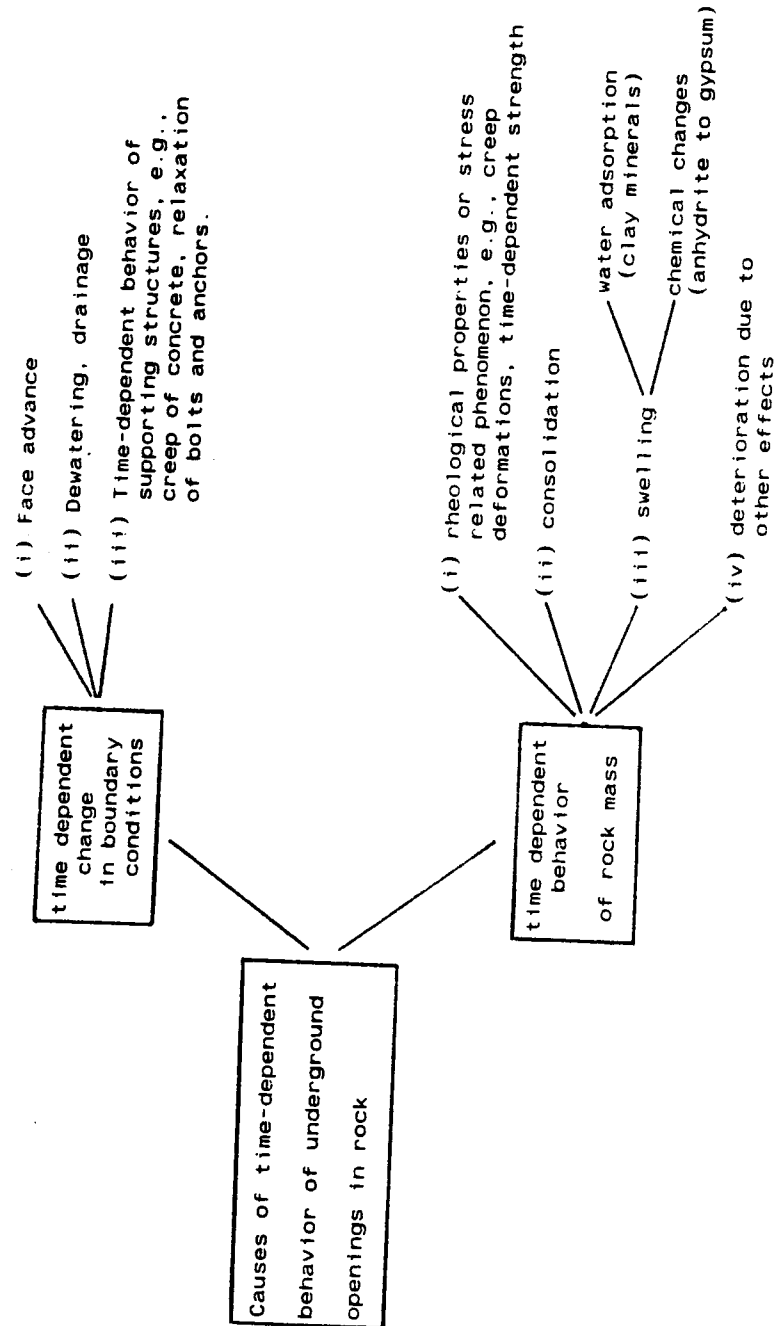 Causes of time-dependent
behavior of underground
openings in rock
time dependent
change
in boundary
conditions
(i) Face advance
(ii) Dewatering, drainage
(iii) Time-dependent behavior of
supporting structures, e.g.,
creep of concrete, relaxation
of bolts and anchors.
time dependent
behavior
of rock mass
(i) rheological properties or stress
related phenomenon, e.g., creep
deformations, time-dependent strength
(ii) consolidation
(iii) swelling
water adsorption
(clay minerals)
chemical changes
(anhydrite to gypsum)
(iv) deterioration due to
other effects